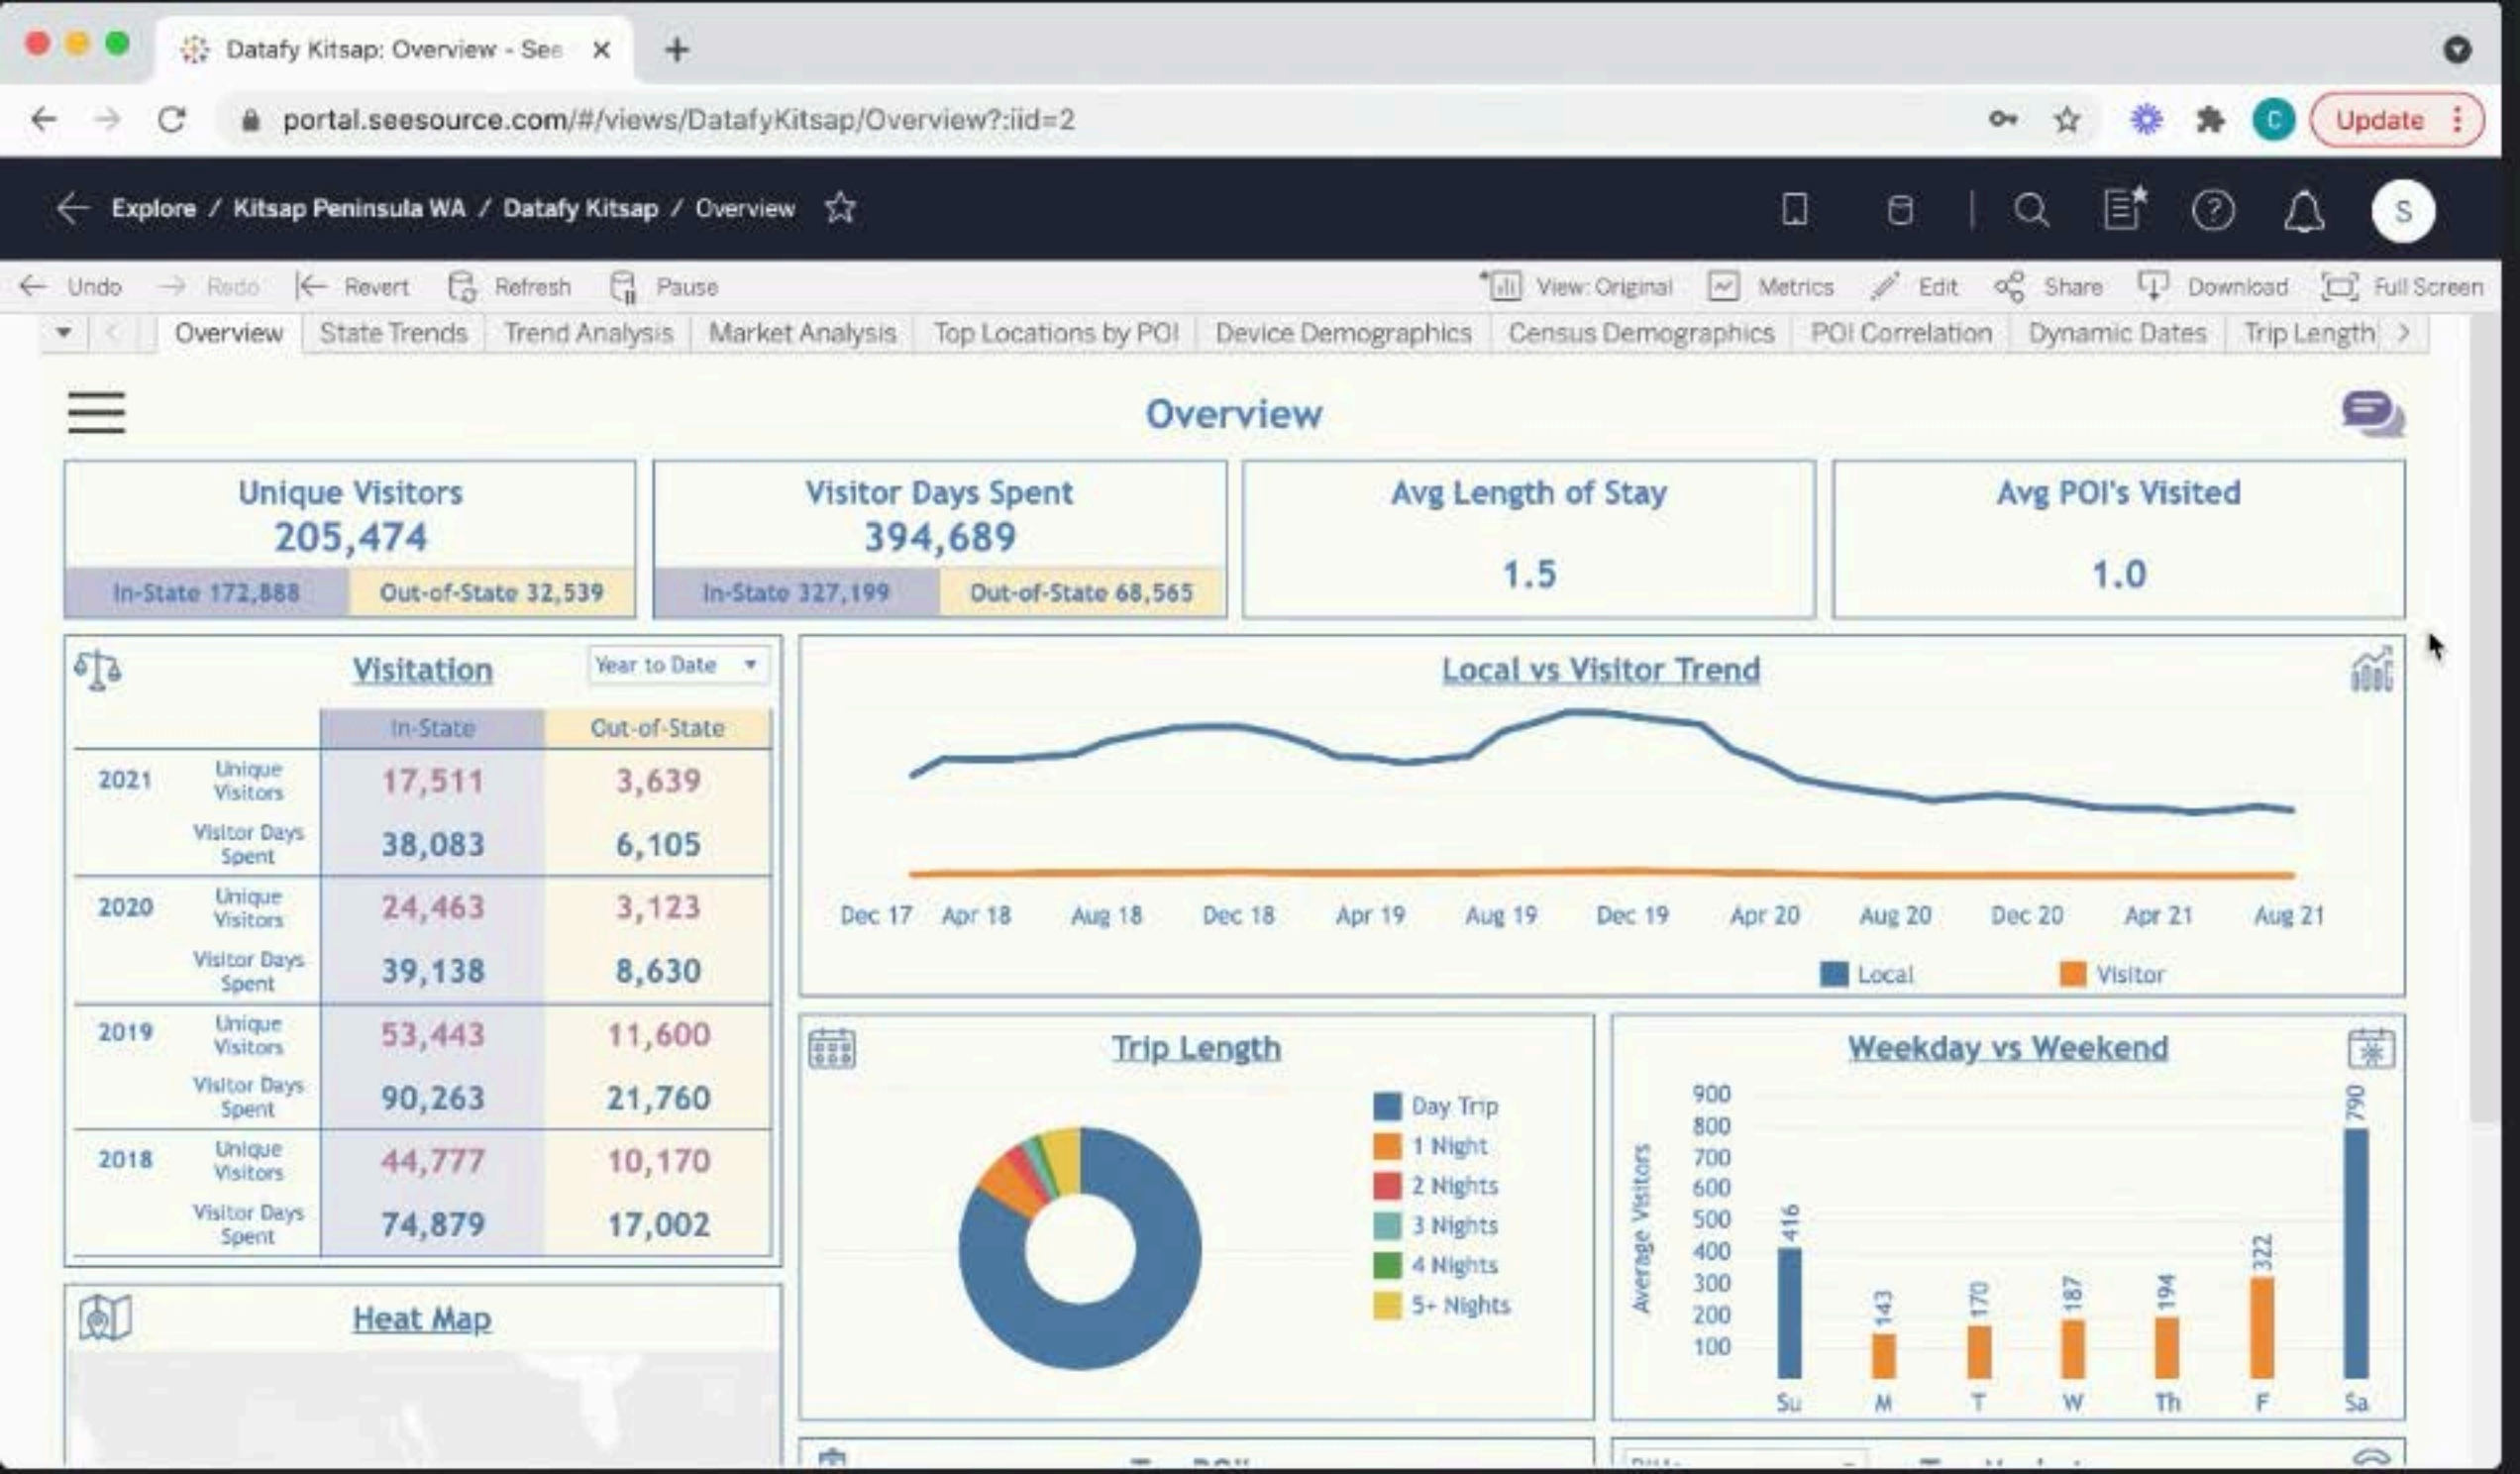 Datafy Kitsap: Overview - See
portal.seesource.com/#/views/DatafyKitsap/Overview?:iid=2
C
Update
Explore / Kitsap Peninsula WA / Datafy Kitsap / Overview
S
Undo Redo Revert Refresh Pause View: Original Metrics Edit Share Download Full Screen
Overview State Trends Trend Analysis Market Analysis Top Locations by POI Device Demographics Census Demographics POI Correlation Dynamic Dates Trip Length
Overview
Unique Visitors
205,474
In-State 172,888 Out-of-State 32,539
Visitor Days Spent
394,689
In-State 327,199 Out-of-State 68,565
Avg Length of Stay
1.5
Avg POI's Visited
1.0
Visitation
Year to Date
In-State Out-of-State
2021 Unique Visitors 17,511 3,639
Visitor Days Spent 38,083 6,105
2020 Unique Visitors 24,463 3,123
Visitor Days Spent 39,138 8,630
2019 Unique Visitors 53,443 11,600
Visitor Days Spent 90,263 21,760
2018 Unique Visitors 44,777 10,170
Visitor Days Spent 74,879 17,002
Heat Map
Local vs Visitor Trend
Dec 17 Apr 18 Aug 18 Dec 18 Apr 19 Aug 19 Dec 19 Apr 20 Aug 20 Dec 20 Apr 21 Aug 21
Local Visitor
Trip Length
Day Trip
1 Night
2 Nights
3 Nights
4 Nights
5+ Nights
Weekday vs Weekend
Average Visitors
900
800
700
600
500
400
300
200
100
416 143 170 187 194 322 790
Su M T W Th F Sa